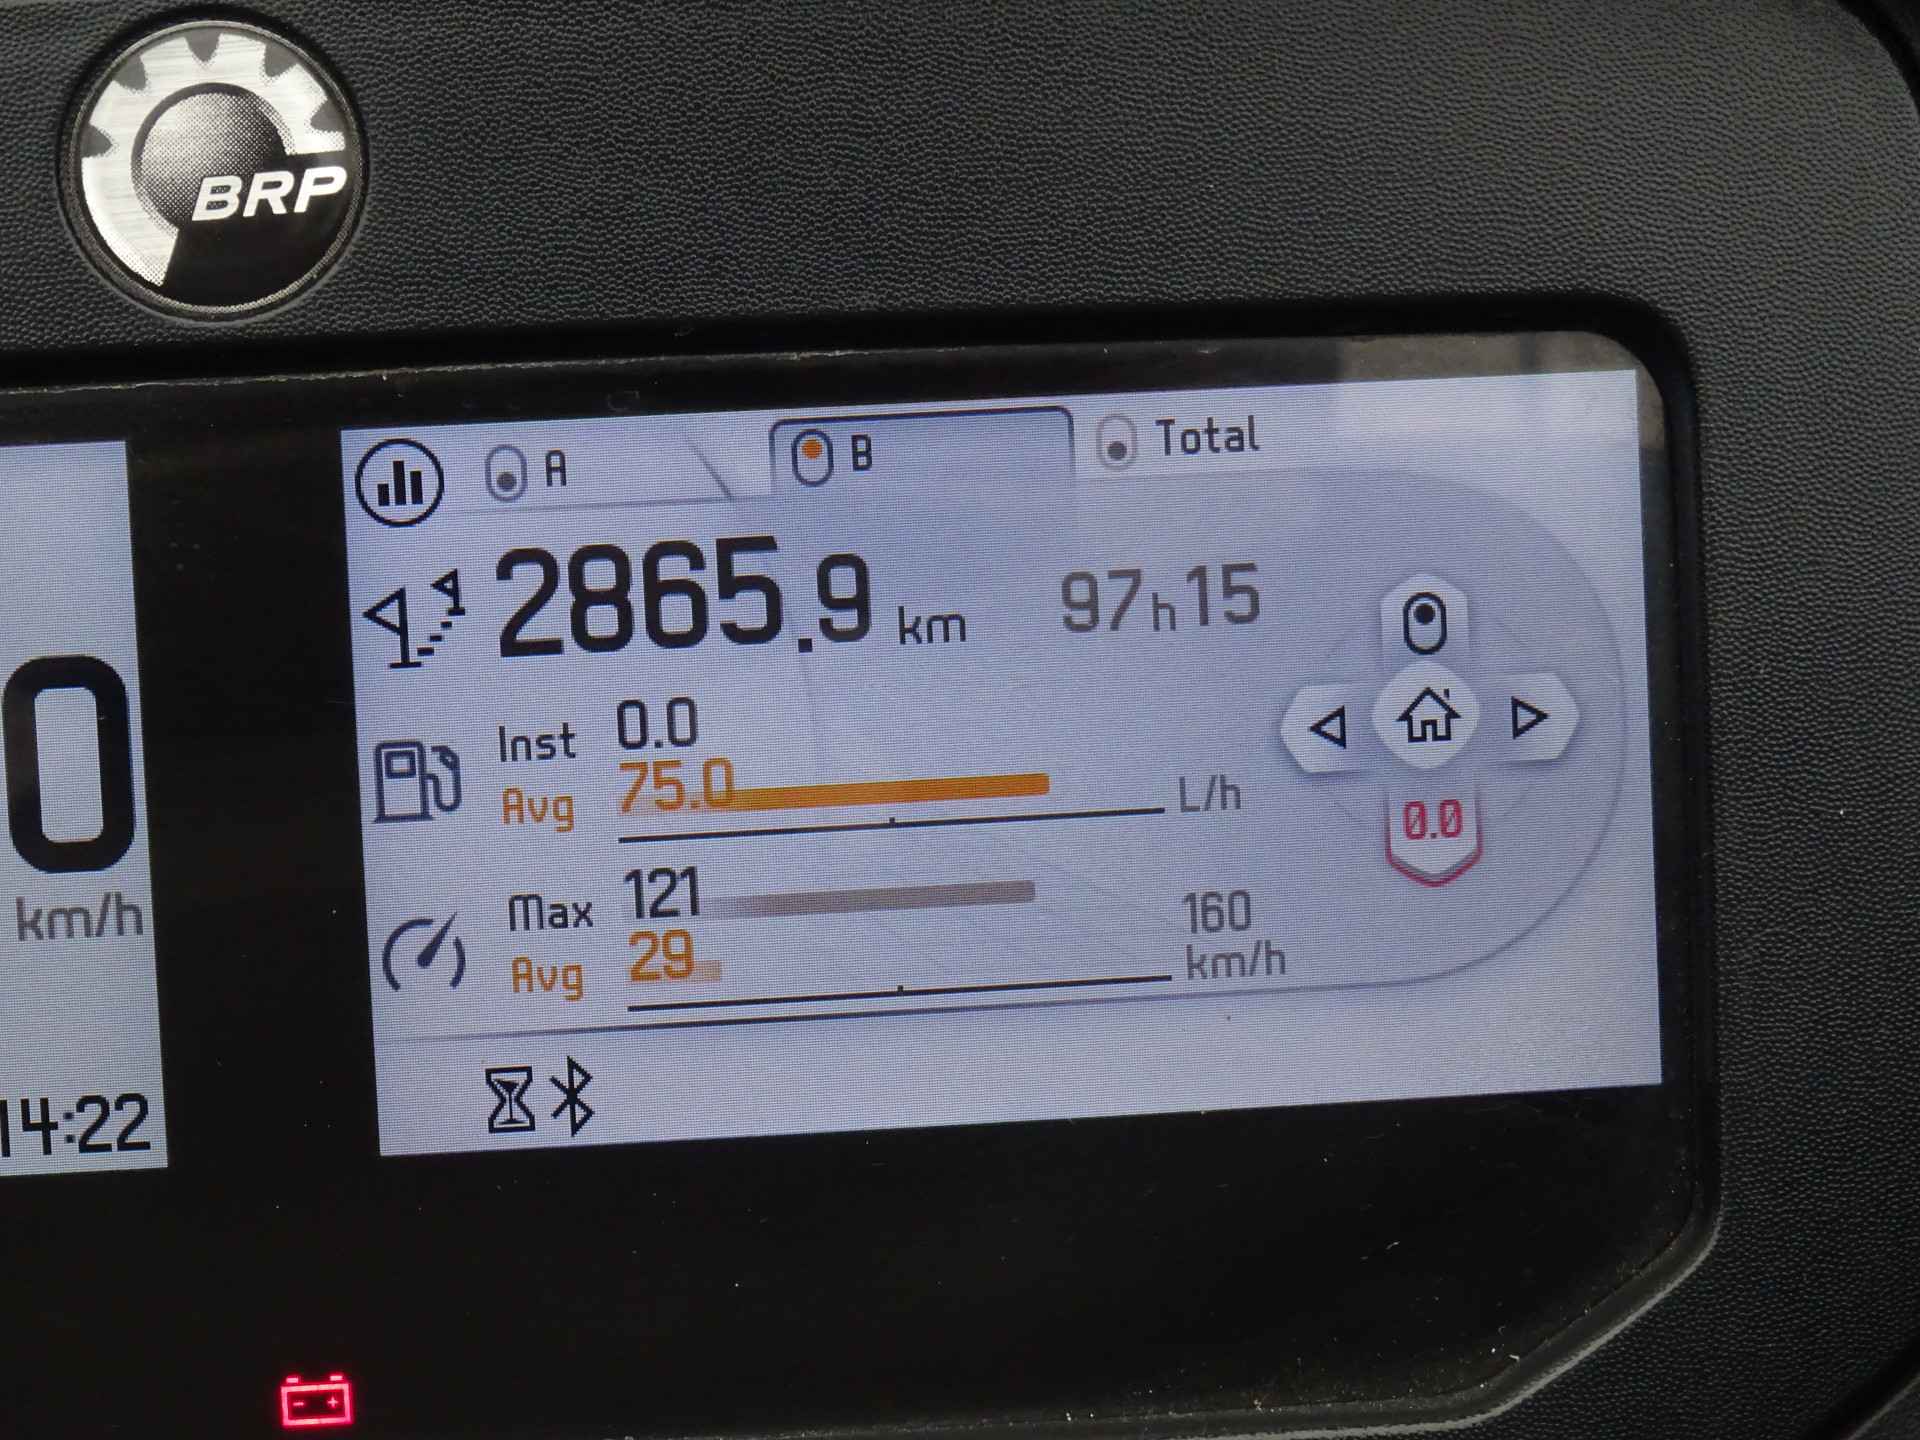 BRP
A B Total
2865.9 km 97h15
Inst 0.0
Avg 75.0 L/h
0.0
Max 121 160
Avg 29 km/h
0
km/h
14:22